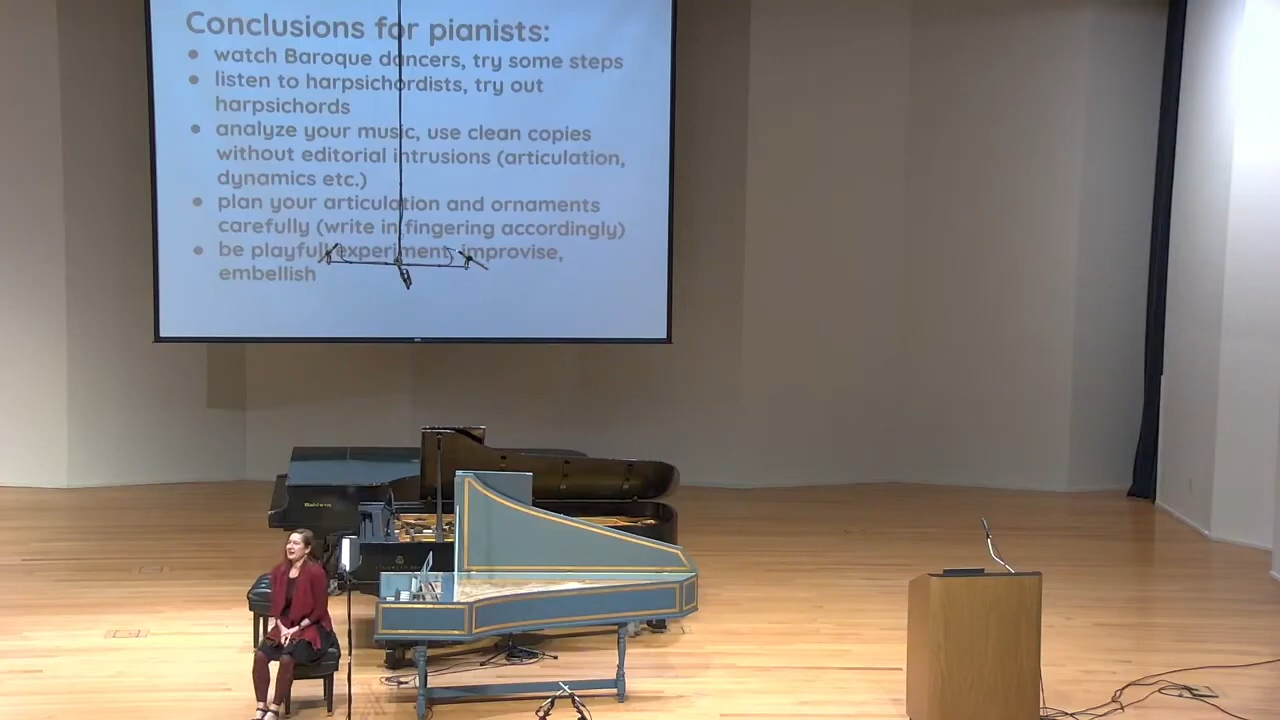 Conclusions for pianists:
● watch Baroque dancers, try some steps
● listen to harpsichordists, try out
harpsichords
● analyze your music, use clean copies
without editorial intrusions (articulation,
dynamics etc.)
● plan your articulation and ornaments
carefully (write in fingering accordingly)
● be playful! experiment, improvise,
embellish
Baldwin